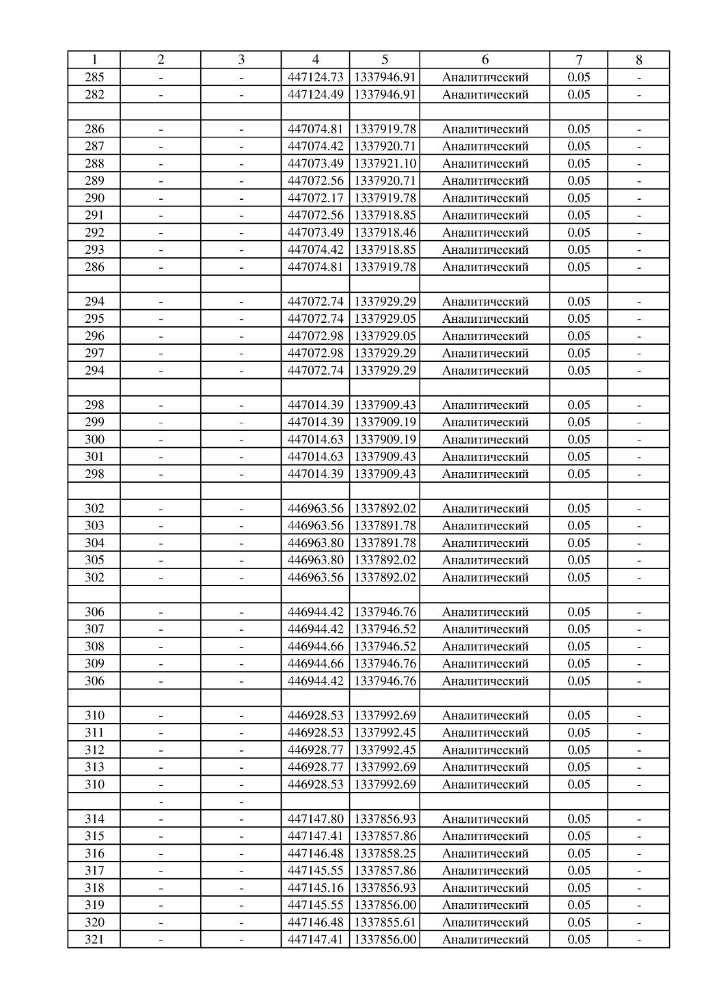 1 2 3 4 5 6 7 8
285 - - 447124.73 1337946.91 Аналитический 0.05 -
282 - - 447124.49 1337946.91 Аналитический 0.05 -
286 - - 447074.81 1337919.78 Аналитический 0.05 -
287 - - 447074.42 1337920.71 Аналитический 0.05 -
288 - - 447073.49 1337921.10 Аналитический 0.05 -
289 - - 447072.56 1337920.71 Аналитический 0.05 -
290 - - 447072.17 1337919.78 Аналитический 0.05 -
291 - - 447072.56 1337918.85 Аналитический 0.05 -
292 - - 447073.49 1337918.46 Аналитический 0.05 -
293 - - 447074.42 1337918.85 Аналитический 0.05 -
286 - - 447074.81 1337919.78 Аналитический 0.05 -
294 - - 447072.74 1337929.29 Аналитический 0.05 -
295 - - 447072.74 1337929.05 Аналитический 0.05 -
296 - - 447072.98 1337929.05 Аналитический 0.05 -
297 - - 447072.98 1337929.29 Аналитический 0.05 -
294 - - 447072.74 1337929.29 Аналитический 0.05 -
298 - - 447014.39 1337909.43 Аналитический 0.05 -
299 - - 447014.39 1337909.19 Аналитический 0.05 -
300 - - 447014.63 1337909.19 Аналитический 0.05 -
301 - - 447014.63 1337909.43 Аналитический 0.05 -
298 - - 447014.39 1337909.43 Аналитический 0.05 -
302 - - 446963.56 1337892.02 Аналитический 0.05 -
303 - - 446963.56 1337891.78 Аналитический 0.05 -
304 - - 446963.80 1337891.78 Аналитический 0.05 -
305 - - 446963.80 1337892.02 Аналитический 0.05 -
302 - - 446963.56 1337892.02 Аналитический 0.05 -
306 - - 446944.42 1337946.76 Аналитический 0.05 -
307 - - 446944.42 1337946.52 Аналитический 0.05 -
308 - - 446944.66 1337946.52 Аналитический 0.05 -
309 - - 446944.66 1337946.76 Аналитический 0.05 -
306 - - 446944.42 1337946.76 Аналитический 0.05 -
310 - - 446928.53 1337992.69 Аналитический 0.05 -
311 - - 446928.53 1337992.45 Аналитический 0.05 -
312 - - 446928.77 1337992.45 Аналитический 0.05 -
313 - - 446928.77 1337992.69 Аналитический 0.05 -
310 - - 446928.53 1337992.69 Аналитический 0.05 -
- -
314 - - 447147.80 1337856.93 Аналитический 0.05 -
315 - - 447147.41 1337857.86 Аналитический 0.05 -
316 - - 447146.48 1337858.25 Аналитический 0.05 -
317 - - 447145.55 1337857.86 Аналитический 0.05 -
318 - - 447145.16 1337856.93 Аналитический 0.05 -
319 - - 447145.55 1337856.00 Аналитический 0.05 -
320 - - 447146.48 1337855.61 Аналитический 0.05 -
321 - - 447147.41 1337856.00 Аналитический 0.05 -